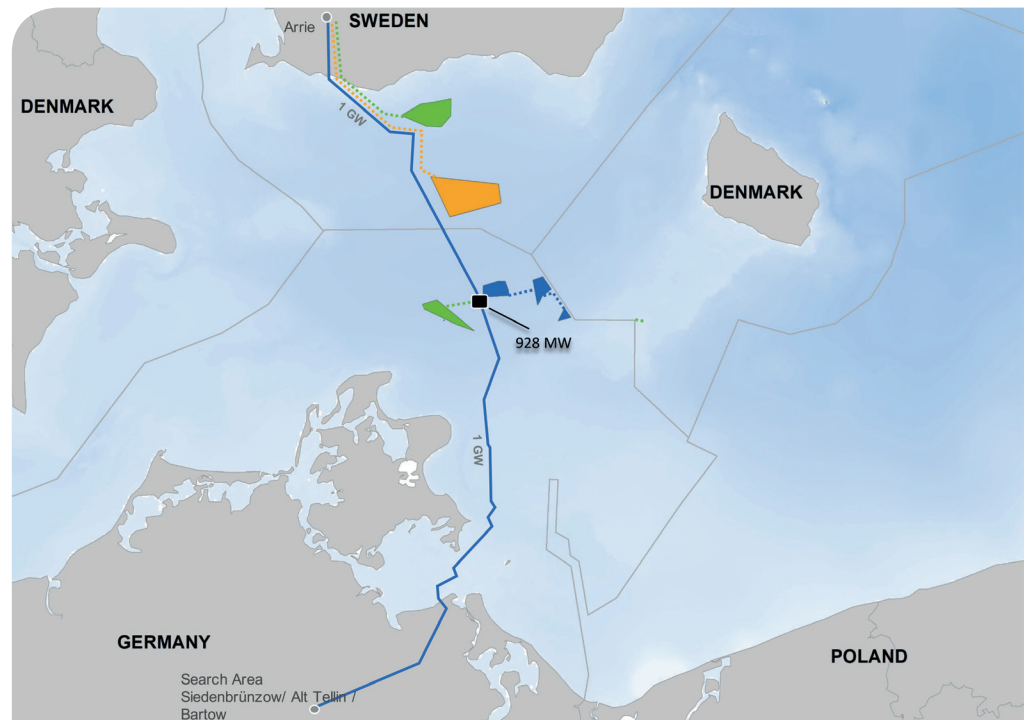 SWEDEN
Arrie
DENMARK
1 GW
DENMARK
928 MW
1 GW
GERMANY
POLAND
Search Area
Siedenbrünzow/ Alt Tellin /
Bartow